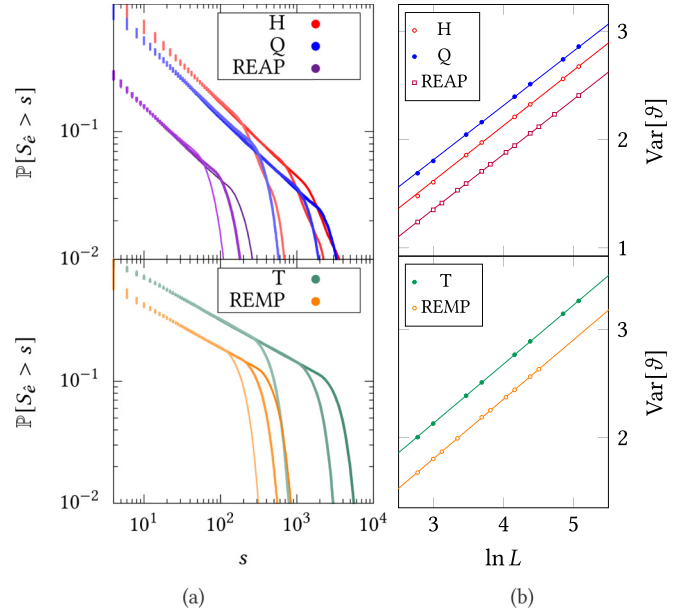 H
Q
REAP
10^{-1}
10^{-2}
ℙ[S_ê > s]
T
REMP
10^{-1}
10^{-2}
ℙ[S_ê > s]
10^1 10^2 10^3 10^4
s
(a)
H
Q
REAP
3
2
1
Var[ϑ]
T
REMP
3
2
Var[ϑ]
3 4 5
ln L
(b)